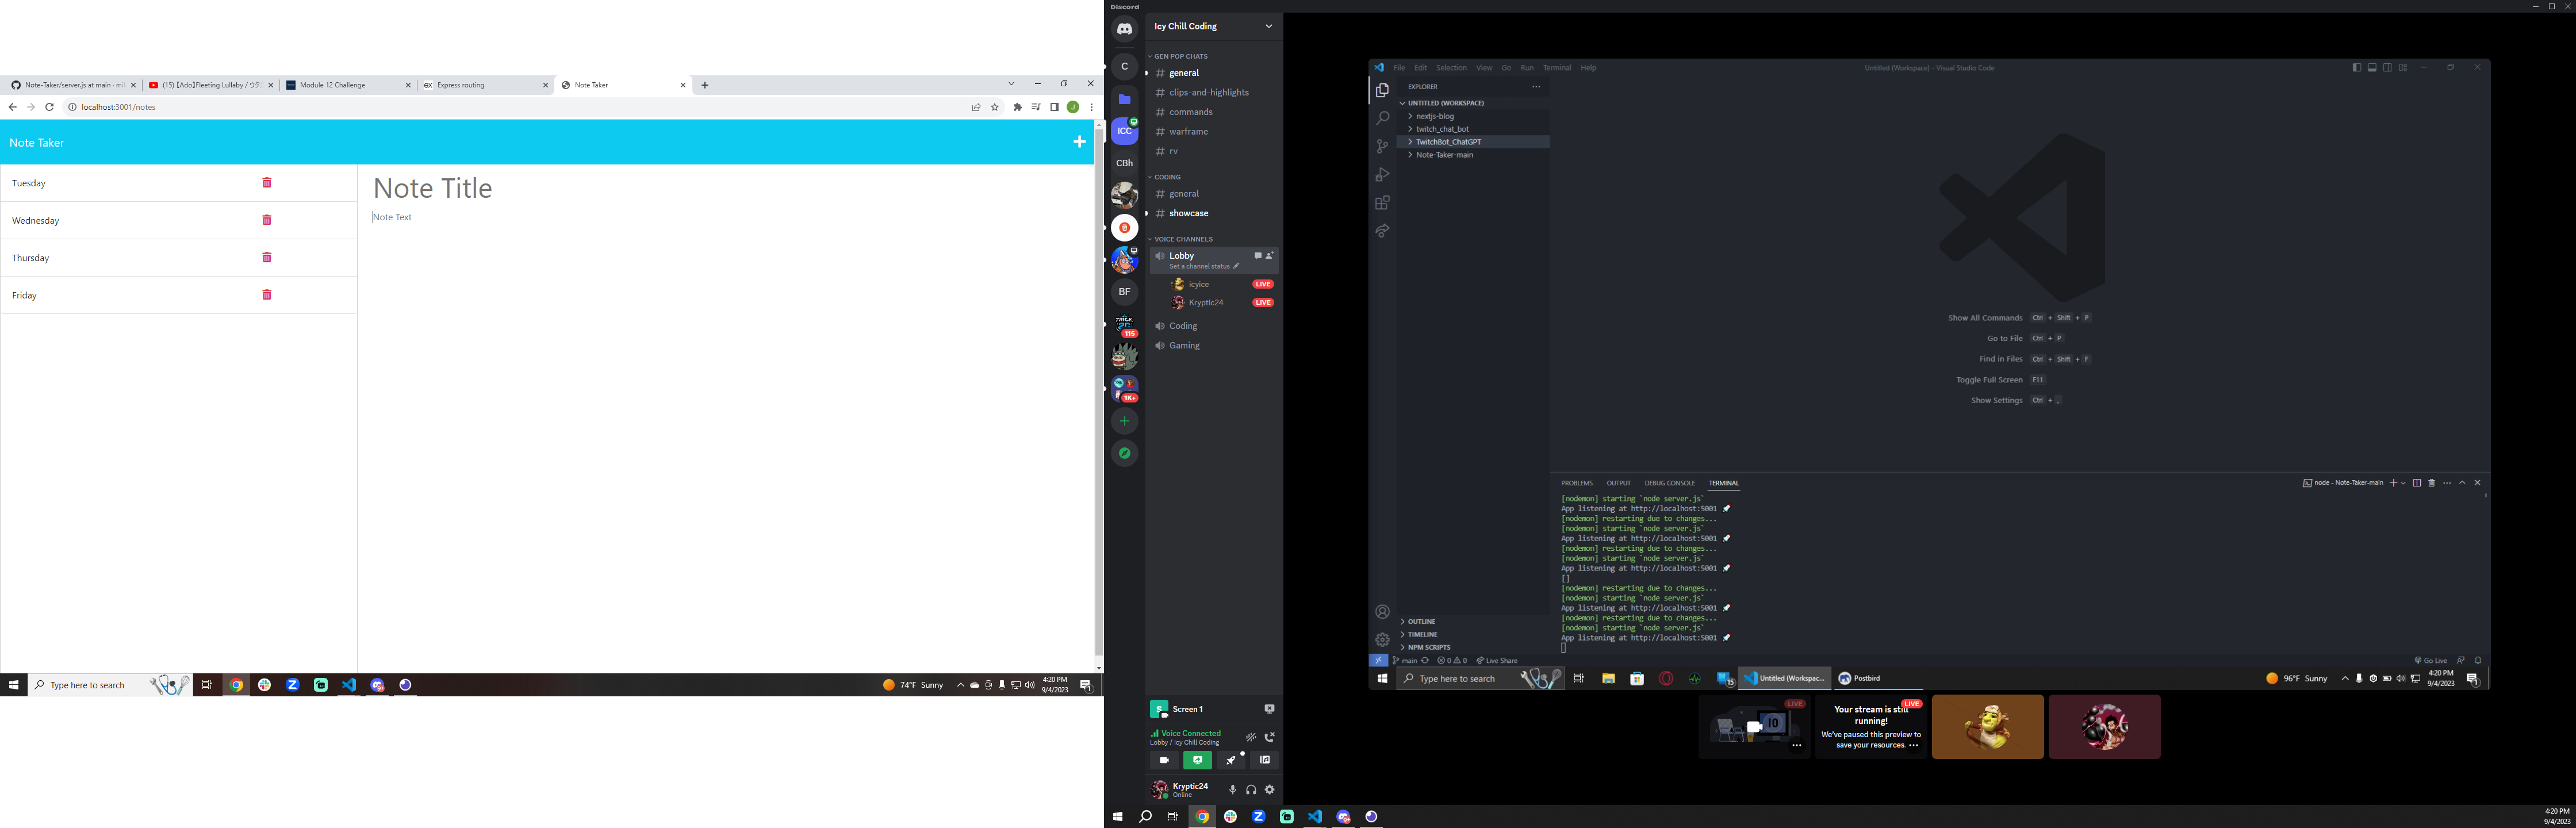 Note-Taker/server.js at main · mi
(15) 【Ado】Fleeting Lullaby /
Module 12 Challenge
ex Express routing
Note Taker
localhost:3001/notes
J
Note Taker
Tuesday
Wednesday
Thursday
Friday
Note Title
Note Text
Type here to search
74°F Sunny
4:20 PM
9/4/2023
Discord
C
ICC
CBh
BF
115
1K+
Icy Chill Coding
GEN POP CHATS
# general
# clips-and-highlights
# commands
# warframe
# rv
CODING
# general
# showcase
VOICE CHANNELS
Lobby
Set a channel status
icyice LIVE
Kryptic24 LIVE
Coding
Gaming
S Screen 1
Voice Connected
Lobby / Icy Chill Coding
Kryptic24
Online
File Edit Selection View Go Run Terminal Help
Untitled (Workspace) - Visual Studio Code
EXPLORER
UNTITLED (WORKSPACE)
nextjs-blog
twitch_chat_bot
TwitchBot_ChatGPT
Note-Taker-main
OUTLINE
TIMELINE
NPM SCRIPTS
Show All Commands Ctrl + Shift + P
Go to File Ctrl + P
Find in Files Ctrl + Shift + F
Toggle Full Screen F11
Show Settings Ctrl + ,
PROBLEMS OUTPUT DEBUG CONSOLE TERMINAL
node - Note-Taker-main
[nodemon] starting `node server.js`
App listening at http://localhost:5001 🚀
[nodemon] restarting due to changes...
[nodemon] starting `node server.js`
App listening at http://localhost:5001 🚀
[nodemon] restarting due to changes...
[nodemon] starting `node server.js`
App listening at http://localhost:5001 🚀
[]
[nodemon] restarting due to changes...
[nodemon] starting `node server.js`
App listening at http://localhost:5001 🚀
[nodemon] restarting due to changes...
[nodemon] starting `node server.js`
App listening at http://localhost:5001 🚀
main 0 0 Live Share
Go Live
Type here to search
15
Untitled (Workspac...
Postbird
96°F Sunny
4:20 PM
9/4/2023
LIVE
LIVE
Your stream is still
running!
We've paused this preview to
save your resources.
4:20 PM
9/4/2023